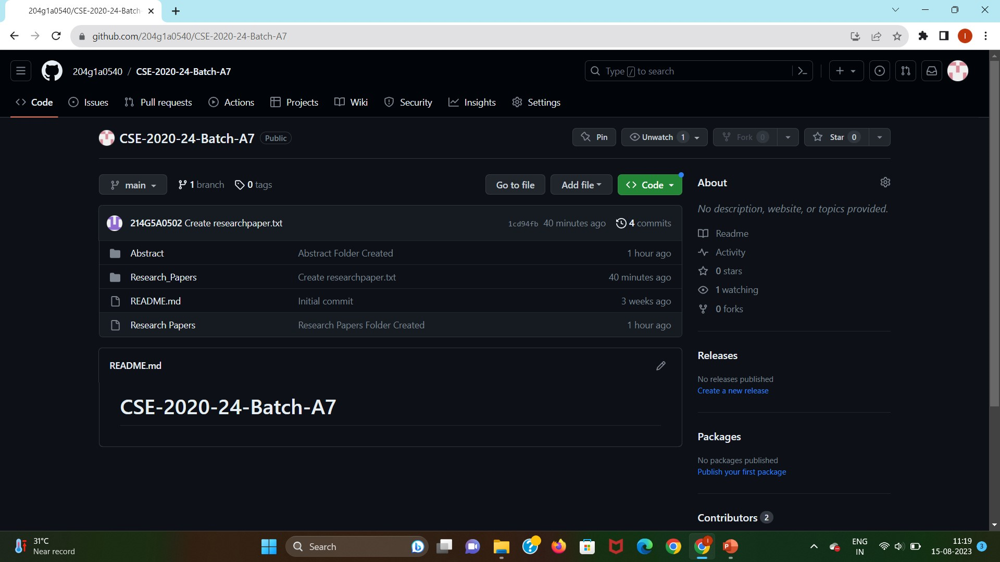 204g1a0540/CSE-2020-24-Batch-
github.com/204g1a0540/CSE-2020-24-Batch-A7
I
204g1a0540 / CSE-2020-24-Batch-A7
Type / to search
Code Issues Pull requests Actions Projects Wiki Security Insights Settings
CSE-2020-24-Batch-A7 Public
Pin Unwatch 1 Fork 0 Star 0
main 1 branch 0 tags Go to file Add file Code
214G5A0502 Create researchpaper.txt 1cd94fb 40 minutes ago 4 commits
Abstract Abstract Folder Created 1 hour ago
Research_Papers Create researchpaper.txt 40 minutes ago
README.md Initial commit 3 weeks ago
Research Papers Research Papers Folder Created 1 hour ago
README.md
CSE-2020-24-Batch-A7
About
No description, website, or topics provided.
Readme
Activity
0 stars
1 watching
0 forks
Releases
No releases published
Create a new release
Packages
No packages published
Publish your first package
Contributors 2
31°C
Near record
Search
ENG
IN
11:19
15-08-2023
3